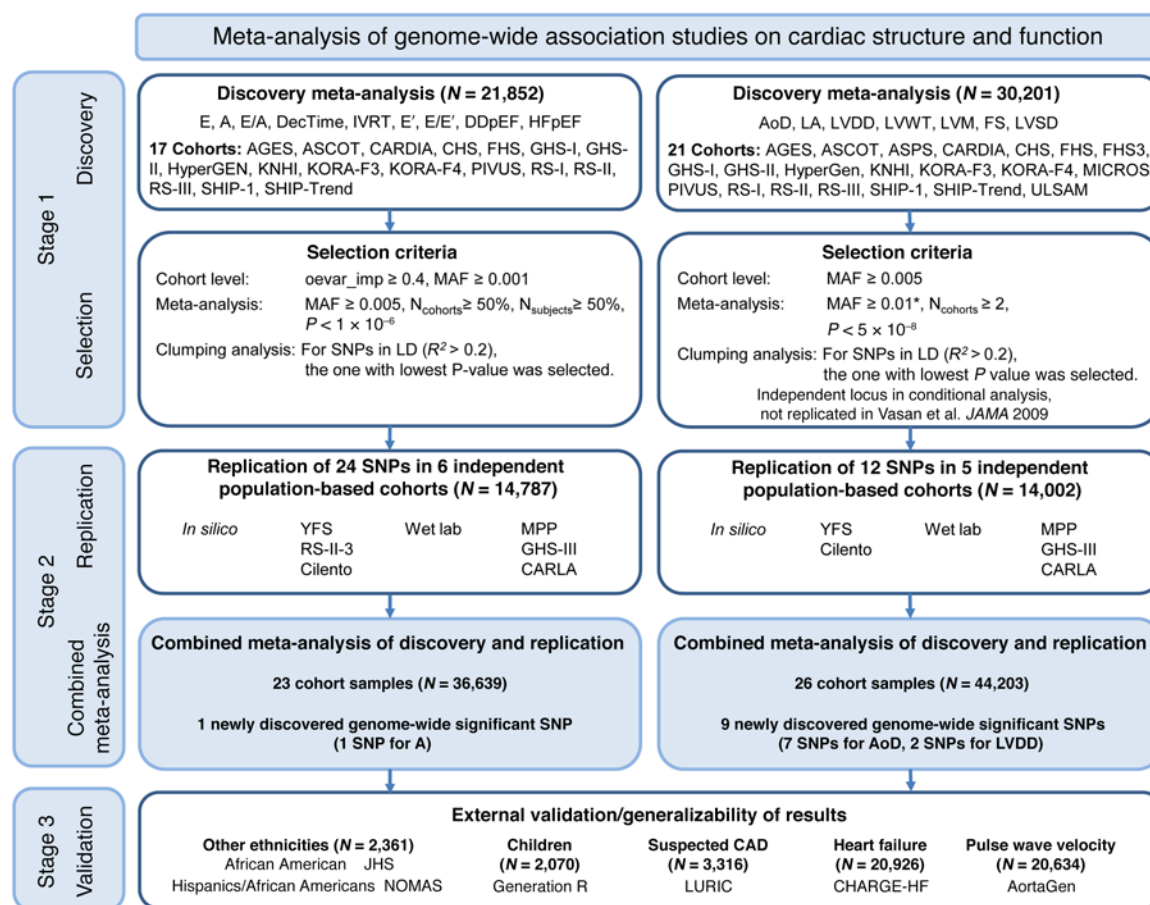 Meta-analysis of genome-wide association studies on cardiac structure and function
Stage 1
Discovery
Selection
Discovery meta-analysis (N = 21,852)
E, A, E/A, DecTime, IVRT, E′, E/E′, DDpEF, HFpEF
17 Cohorts: AGES, ASCOT, CARDIA, CHS, FHS, GHS-I, GHS-
II, HyperGEN, KNHI, KORA-F3, KORA-F4, PIVUS, RS-I, RS-II,
RS-III, SHIP-1, SHIP-Trend
Discovery meta-analysis (N = 30,201)
AoD, LA, LVDD, LVWT, LVM, FS, LVSD
21 Cohorts: AGES, ASCOT, ASPS, CARDIA, CHS, FHS, FHS3,
GHS-I, GHS-II, HyperGen, KNHI, KORA-F3, KORA-F4, MICROS
PIVUS, RS-I, RS-II, RS-III, SHIP-1, SHIP-Trend, ULSAM
Selection criteria
Cohort level: oevar_imp ≥ 0.4, MAF ≥ 0.001
Meta-analysis: MAF ≥ 0.005, Ncohorts≥ 50%, Nsubjects≥ 50%,
P < 1 × 10⁻⁶
Clumping analysis: For SNPs in LD (R² > 0.2),
the one with lowest P-value was selected.
Selection criteria
Cohort level: MAF ≥ 0.005
Meta-analysis: MAF ≥ 0.01*, Ncohorts ≥ 2,
P < 5 × 10⁻⁸
Clumping analysis: For SNPs in LD (R² > 0.2),
the one with lowest P value was selected.
Independent locus in conditional analysis,
not replicated in Vasan et al. JAMA 2009
Stage 2
Replication
Combined
meta-analysis
Replication of 24 SNPs in 6 independent
population-based cohorts (N = 14,787)
In silico YFS Wet lab MPP
RS-II-3 GHS-III
Cilento CARLA
Replication of 12 SNPs in 5 independent
population-based cohorts (N = 14,002)
In silico YFS Wet lab MPP
Cilento GHS-III
CARLA
Combined meta-analysis of discovery and replication
23 cohort samples (N = 36,639)
1 newly discovered genome-wide significant SNP
(1 SNP for A)
Combined meta-analysis of discovery and replication
26 cohort samples (N = 44,203)
9 newly discovered genome-wide significant SNPs
(7 SNPs for AoD, 2 SNPs for LVDD)
Stage 3
Validation
External validation/generalizability of results
Other ethnicities (N = 2,361)
African American JHS
Hispanics/African Americans NOMAS
Children
(N = 2,070)
Generation R
Suspected CAD
(N = 3,316)
LURIC
Heart failure
(N = 20,926)
CHARGE-HF
Pulse wave velocity
(N = 20,634)
AortaGen